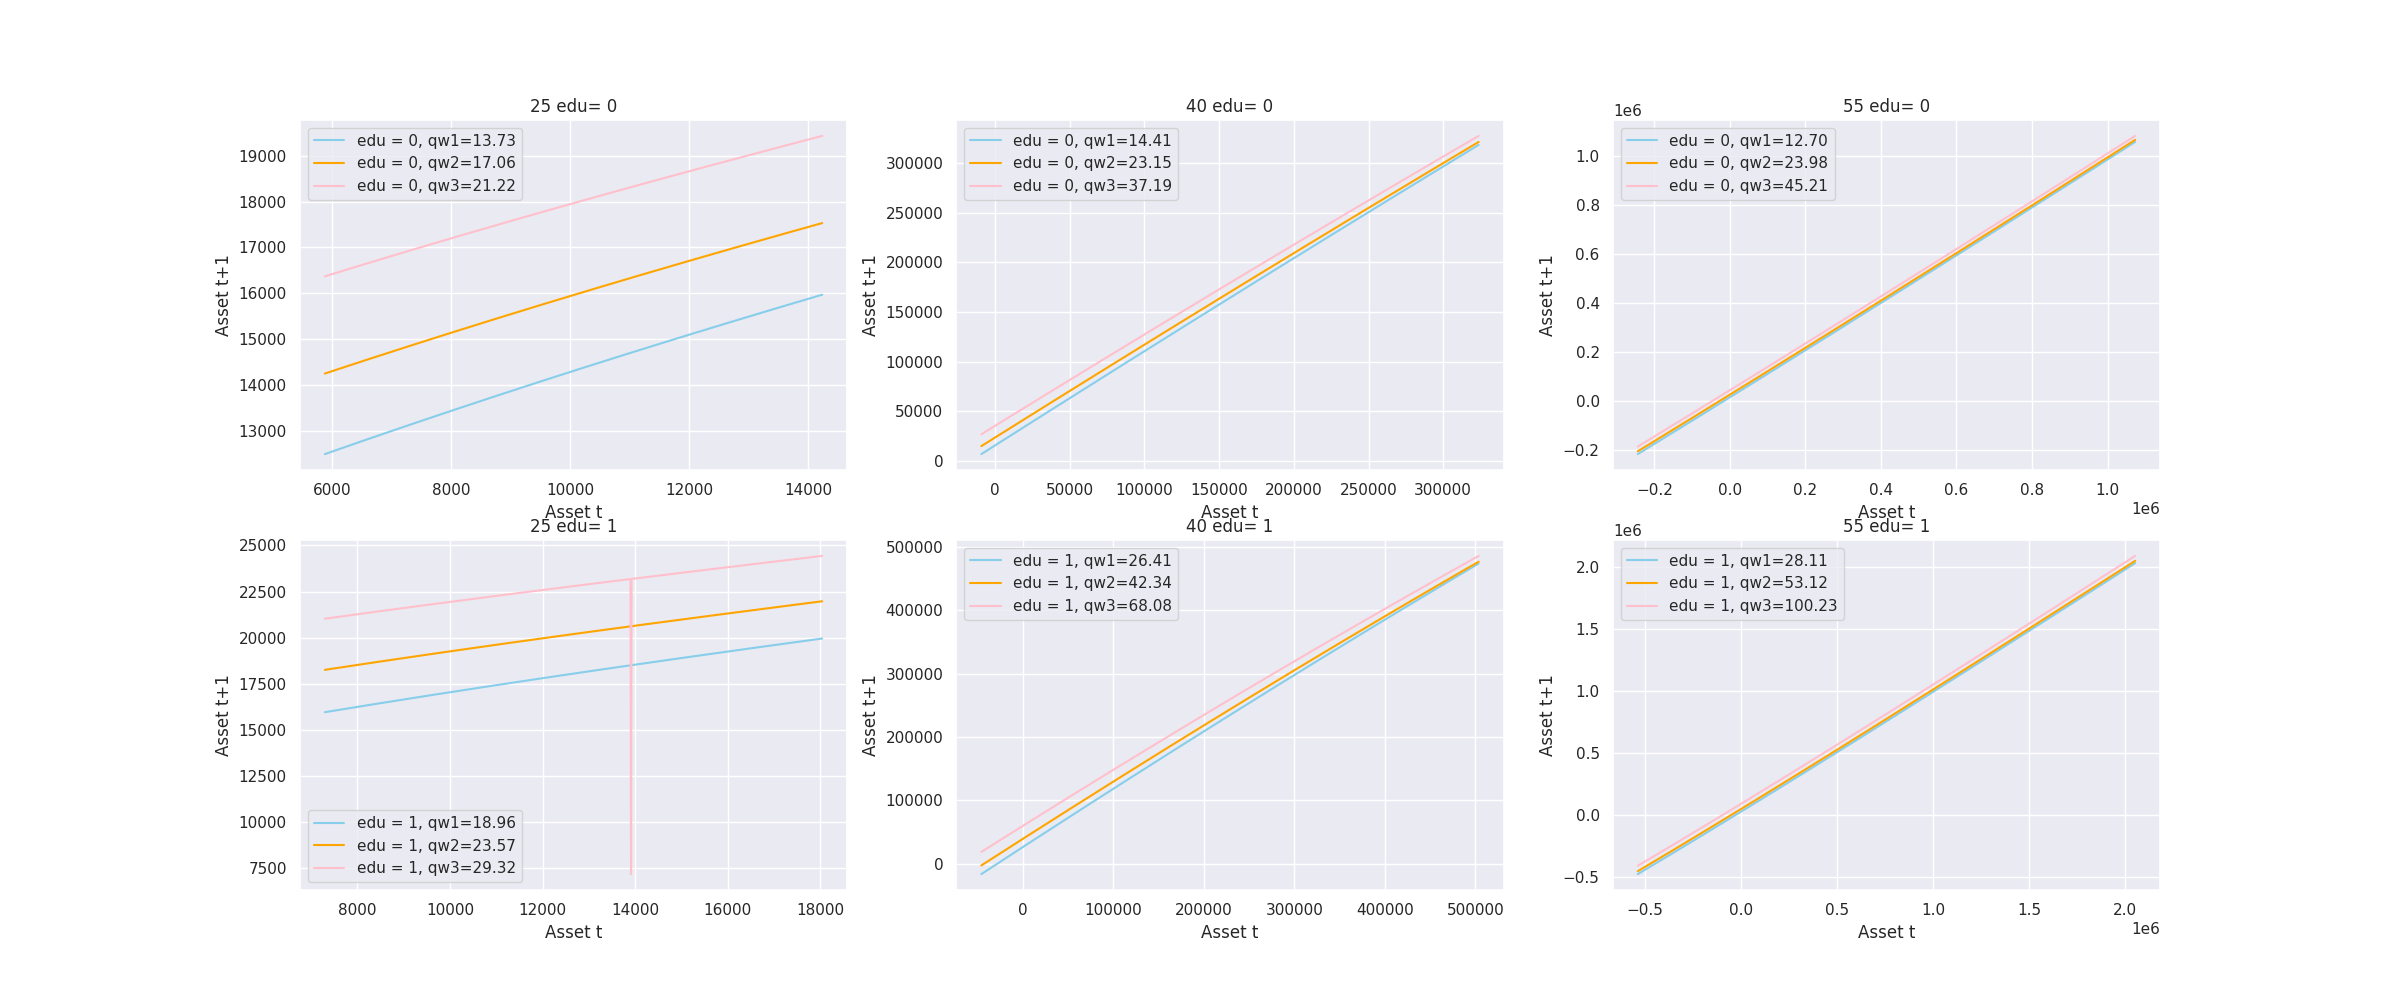 25 edu= 0
edu = 0, qw1=13.73
edu = 0, qw2=17.06
edu = 0, qw3=21.22
19000
18000
17000
16000
15000
14000
13000
Asset t+1
6000 8000 10000 12000 14000
Asset t
40 edu= 0
edu = 0, qw1=14.41
edu = 0, qw2=23.15
edu = 0, qw3=37.19
300000
250000
200000
150000
100000
50000
0
Asset t+1
0 50000 100000 150000 200000 250000 300000
Asset t
55 edu= 0
1e6
edu = 0, qw1=12.70
edu = 0, qw2=23.98
edu = 0, qw3=45.21
1.0
0.8
0.6
0.4
0.2
0.0
−0.2
Asset t+1
−0.2 0.0 0.2 0.4 0.6 0.8 1.0
1e6
Asset t
25 edu= 1
25000
22500
20000
17500
15000
12500
10000
7500
Asset t+1
edu = 1, qw1=18.96
edu = 1, qw2=23.57
edu = 1, qw3=29.32
8000 10000 12000 14000 16000 18000
Asset t
40 edu= 1
edu = 1, qw1=26.41
edu = 1, qw2=42.34
edu = 1, qw3=68.08
500000
400000
300000
200000
100000
0
Asset t+1
0 100000 200000 300000 400000 500000
Asset t
55 edu= 1
1e6
edu = 1, qw1=28.11
edu = 1, qw2=53.12
edu = 1, qw3=100.23
2.0
1.5
1.0
0.5
0.0
−0.5
Asset t+1
−0.5 0.0 0.5 1.0 1.5 2.0
1e6
Asset t